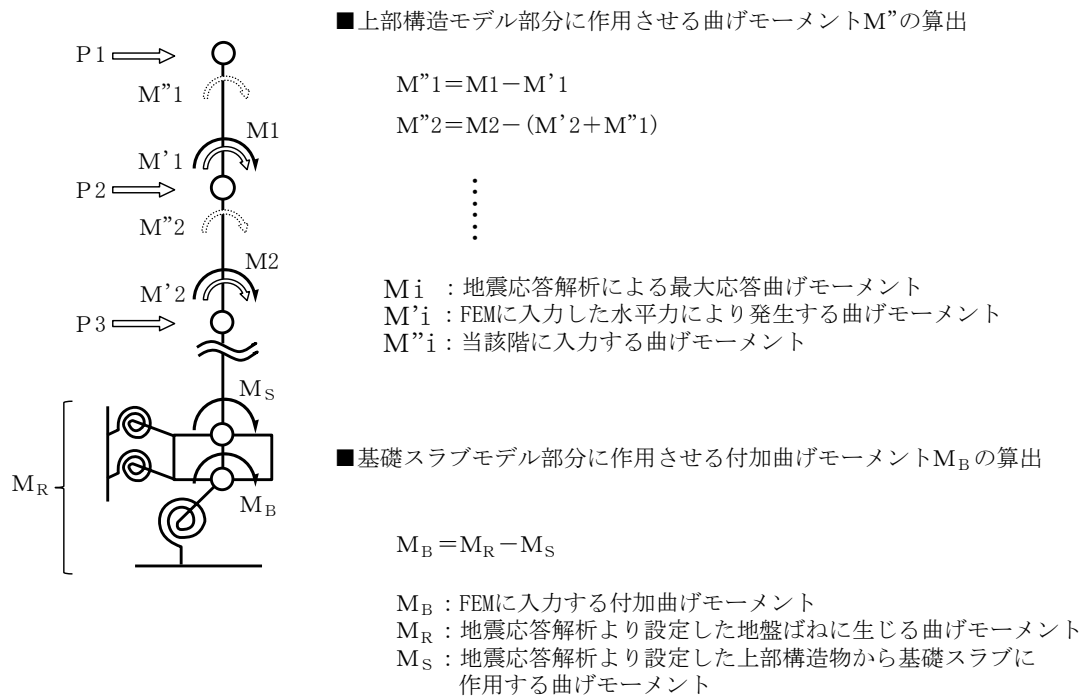 ■上部構造モデル部分に作用させる曲げモーメントM”の算出
P1
M”1
M”1=M1-M’1
M”2=M2-(M’2+M”1)
M1
M’1
P2
M”2
M2
M’2
P3
Mi :地震応答解析による最大応答曲げモーメント
M’i:FEMに入力した水平力により発生する曲げモーメント
M”i:当該階に入力する曲げモーメント
MS
MR
MB
■基礎スラブモデル部分に作用させる付加曲げモーメントMBの算出
MB=MR-MS
MB:FEMに入力する付加曲げモーメント
MR:地震応答解析より設定した地盤ばねに生じる曲げモーメント
MS:地震応答解析より設定した上部構造物から基礎スラブに
作用する曲げモーメント